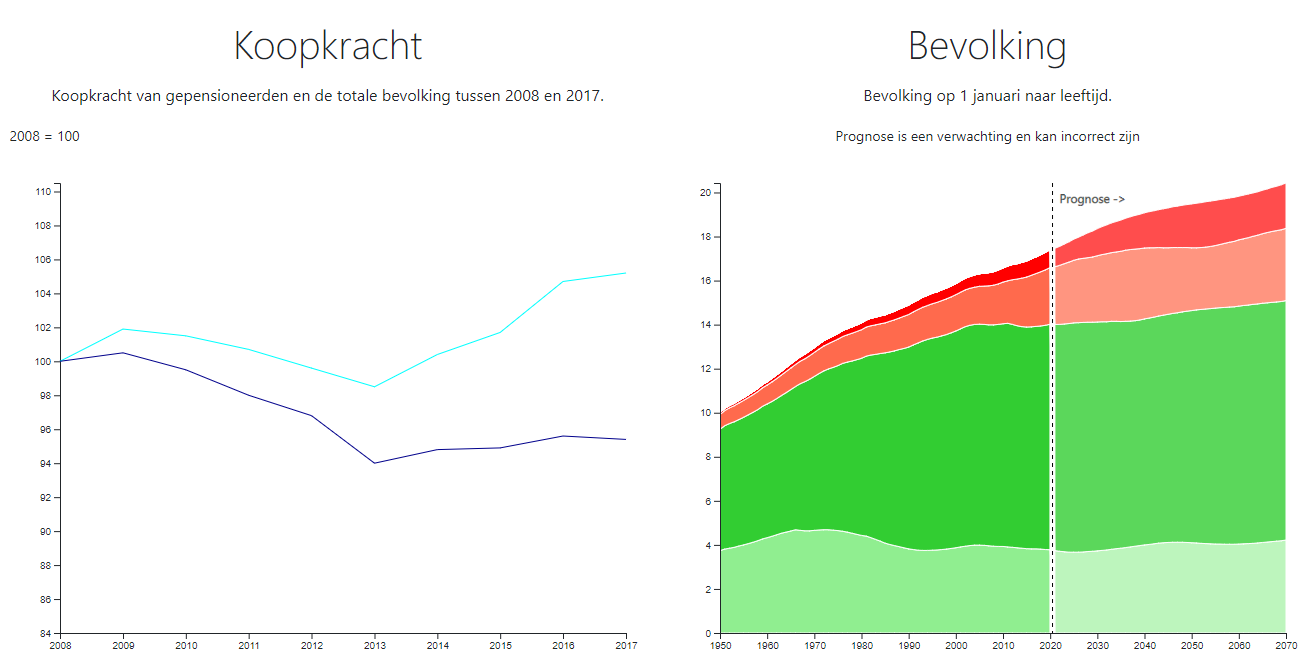 Koopkracht
Koopkracht van gepensioneerden en de totale bevolking tussen 2008 en 2017.
2008 = 100
110
108
106
104
102
100
98
96
94
92
90
88
86
84
2008 2009 2010 2011 2012 2013 2014 2015 2016 2017
Bevolking
Bevolking op 1 januari naar leeftijd.
Prognose is een verwachting en kan incorrect zijn
Prognose ->
20
18
16
14
12
10
8
6
4
2
0
1950 1960 1970 1980 1990 2000 2010 2020 2030 2040 2050 2060 2070